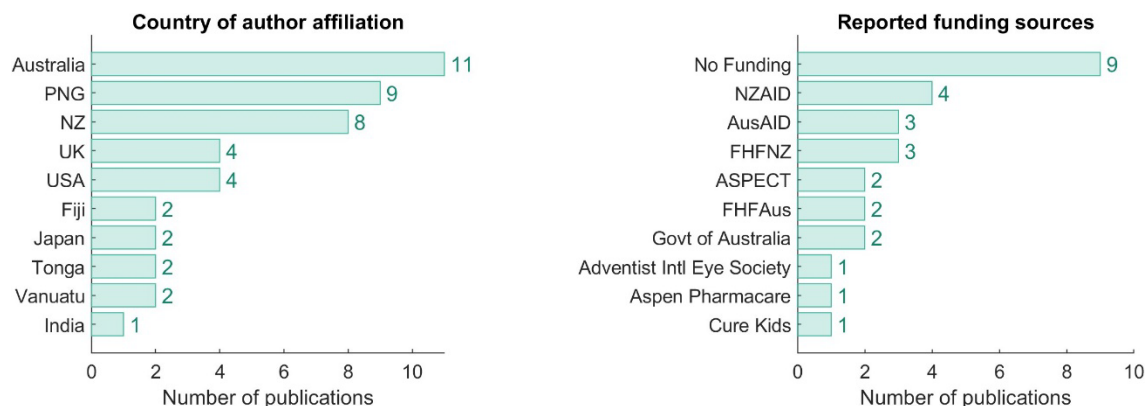 Country of author affiliation
Australia 11
PNG 9
NZ 8
UK 4
USA 4
Fiji 2
Japan 2
Tonga 2
Vanuatu 2
India 1
0 2 4 6 8 10
Number of publications
Reported funding sources
No Funding 9
NZAID 4
AusAID 3
FHFNZ 3
ASPECT 2
FHFAus 2
Govt of Australia 2
Adventist Intl Eye Society 1
Aspen Pharmacare 1
Cure Kids 1
0 2 4 6 8 10
Number of publications